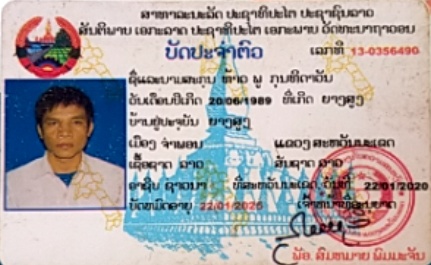 ສາທາລະນະລັດ ປະຊາທິປະໄຕ ປະຊາຊົນລາວ
ສັນຕິພາບ ເອກະລາດ ປະຊາທິປະໄຕ ເອກະພາບ ວັດທະນາຖາວອນ
ບັດປະຈຳຕົວ
ເລກທີ 13-0356490
ຊື່ແລະນາມສະກຸນ ທ້າວ ພູ ກຸນທິດາວັນ
ວັນເດືອນປີເກີດ 20/06/1989 ທີ່ເກີດ ຍາງສູງ
ບ້ານຢູ່ປະຈຸບັນ ຍາງສູງ
ເມືອງ ຈຳພອນ ແຂວງ ສະຫວັນນະເຂດ
ເຊື້ອຊາດ ລາວ ສັນຊາດ ລາວ
ອາຊີບ ຊາວນາ ທີ່ສະຫວັນນະເຂດ, ວັນທີ 22/01/2020
ບັດໝົດອາຍຸ 22/01/2025
ພັອ. ສົມຫມາຍ ພິມມະຈັນ